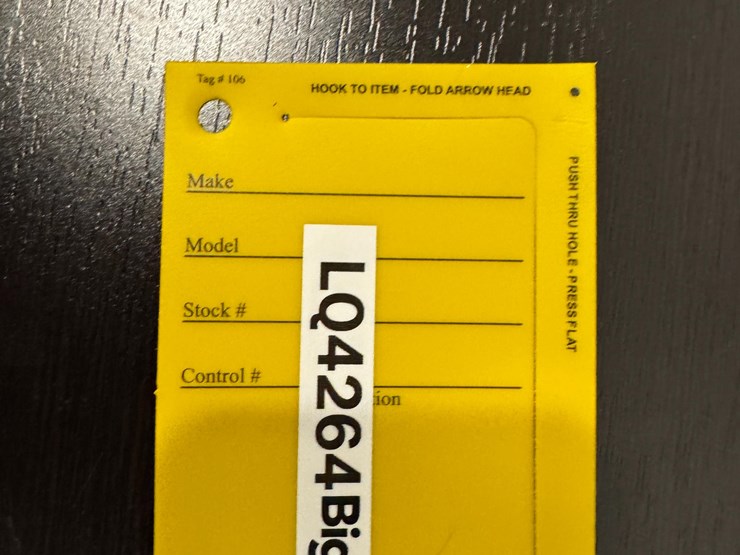 Tag # 106
HOOK TO ITEM - FOLD ARROW HEAD
PUSH THRU HOLE - PRESS FLAT
Make
Model
Stock #
Control #
LQ4264